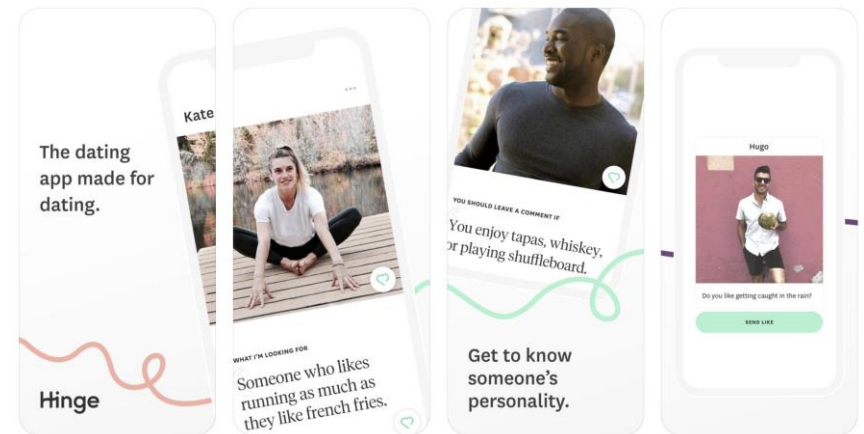 The dating
app made for
dating.
Hinge
Kate
WHAT I'M LOOKING FOR
Someone who likes
running as much as
they like french fries.
YOU SHOULD LEAVE A COMMENT IF
You enjoy tapas, whiskey,
or playing shuffleboard.
Get to know
someone's
personality.
Hugo
Do you like getting caught in the rain?
SEND LIKE